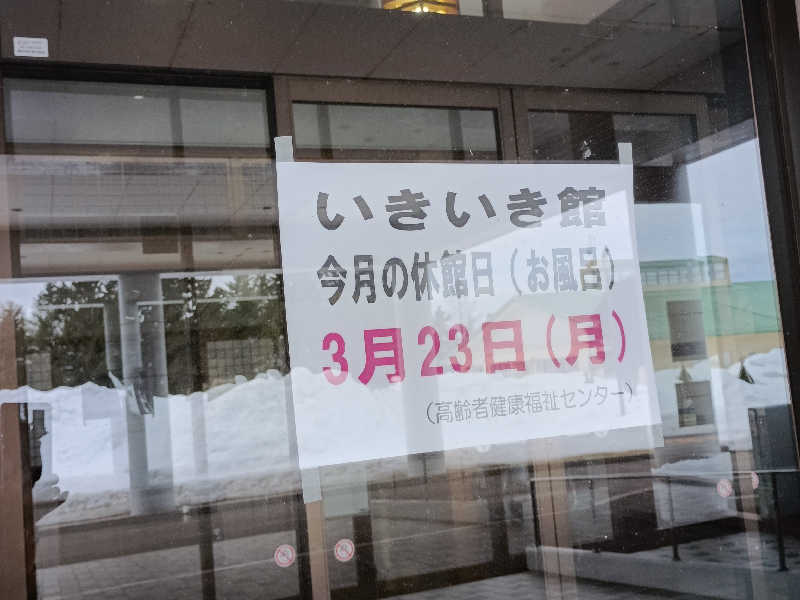 いきいき館
今月の休館日（お風呂）
3月23日（月）
（高齢者健康福祉センター）